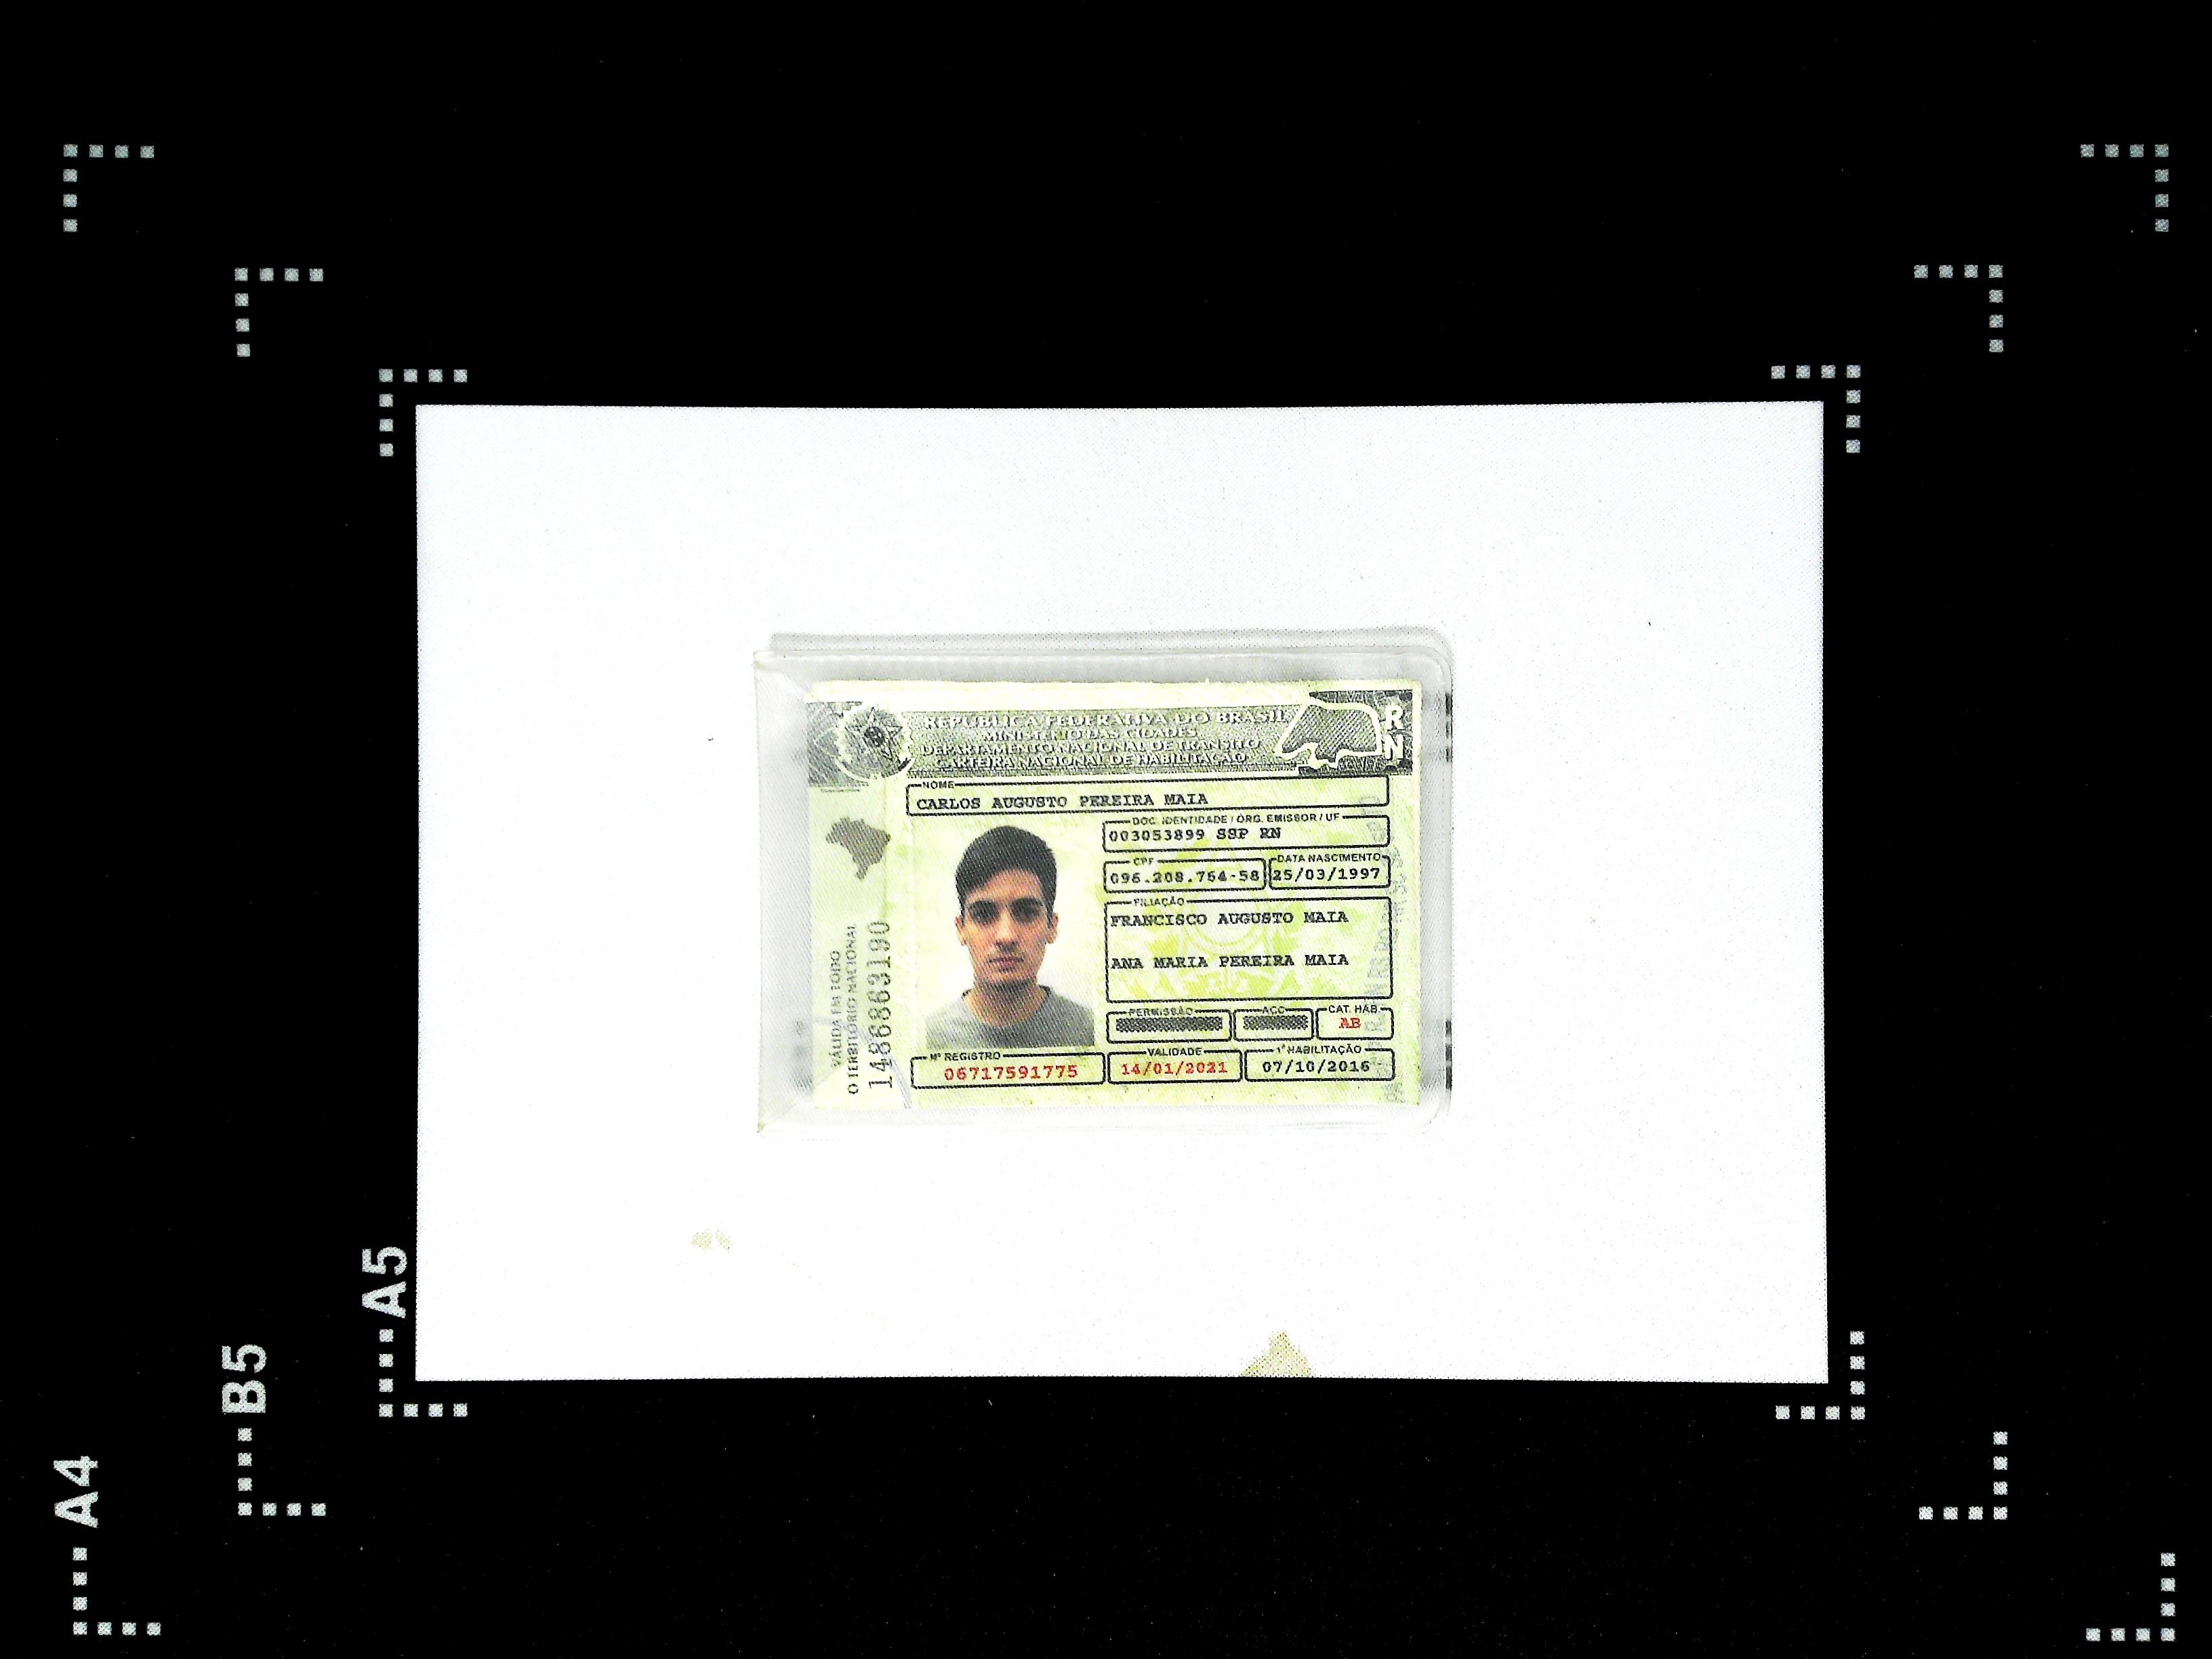 REPÚBLICA FEDERATIVA DO BRASIL
MINISTÉRIO DAS CIDADES
DEPARTAMENTO NACIONAL DE TRÂNSITO
CARTEIRA NACIONAL DE HABILITAÇÃO
RN
NOME
CARLOS AUGUSTO PEREIRA MAIA
DOC. IDENTIDADE / ÓRG. EMISSOR / UF
003053899 SSP RN
CPF
096.208.764-58
DATA NASCIMENTO
25/03/1997
FILIAÇÃO
FRANCISCO AUGUSTO MAIA
ANA MARIA PEREIRA MAIA
PERMISSÃO
ACC
CAT. HAB.
AB
Nº REGISTRO
06717591775
VALIDADE
14/01/2021
1ª HABILITAÇÃO
07/10/2016
VÁLIDA EM TODO
O TERRITÓRIO NACIONAL
1486863190
A5
B5
A4